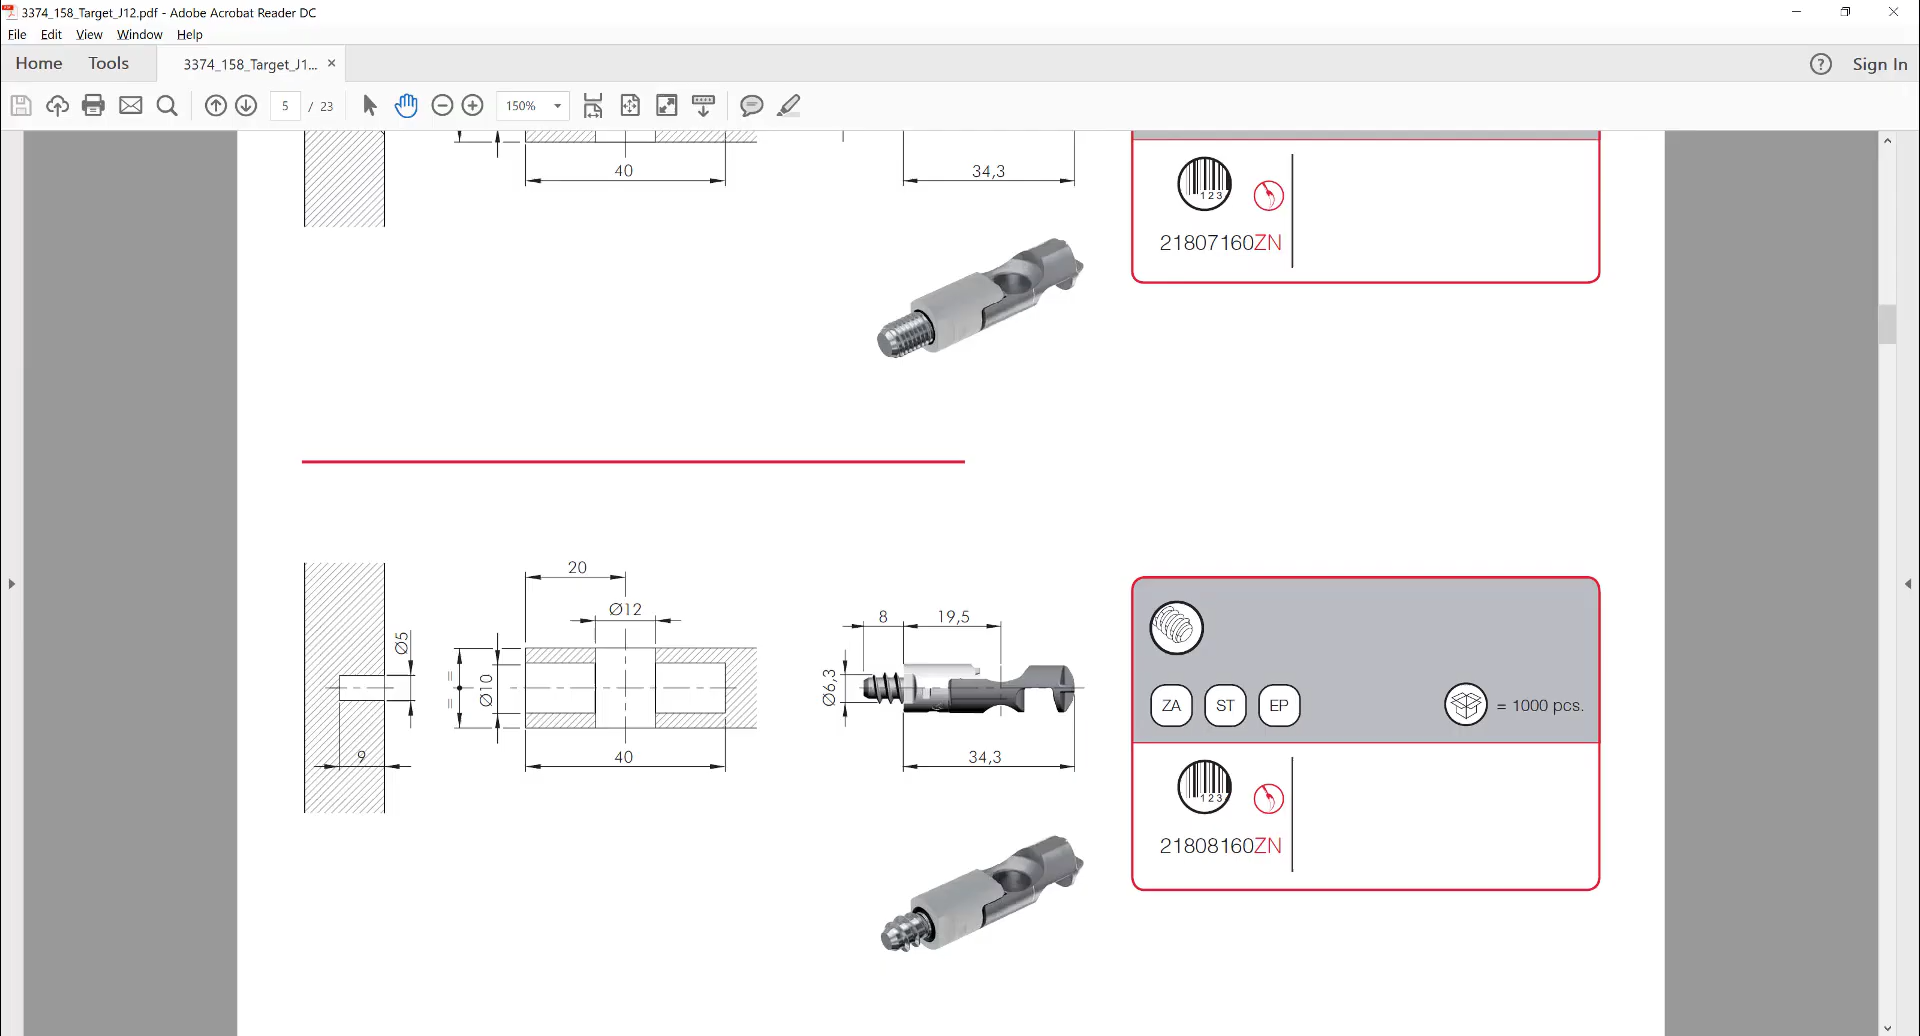 3374_158_Target_J12.pdf - Adobe Acrobat Reader DC
File Edit View Window Help
Home Tools 3374_158_Target_J1... × ? Sign In
5 / 23 150%
40
34,3
123
21807160ZN
20
Ø12
Ø5
Ø10
=
=
9
40
8
19,5
Ø6,3
34,3
ZA ST EP = 1000 pcs.
123
21808160ZN